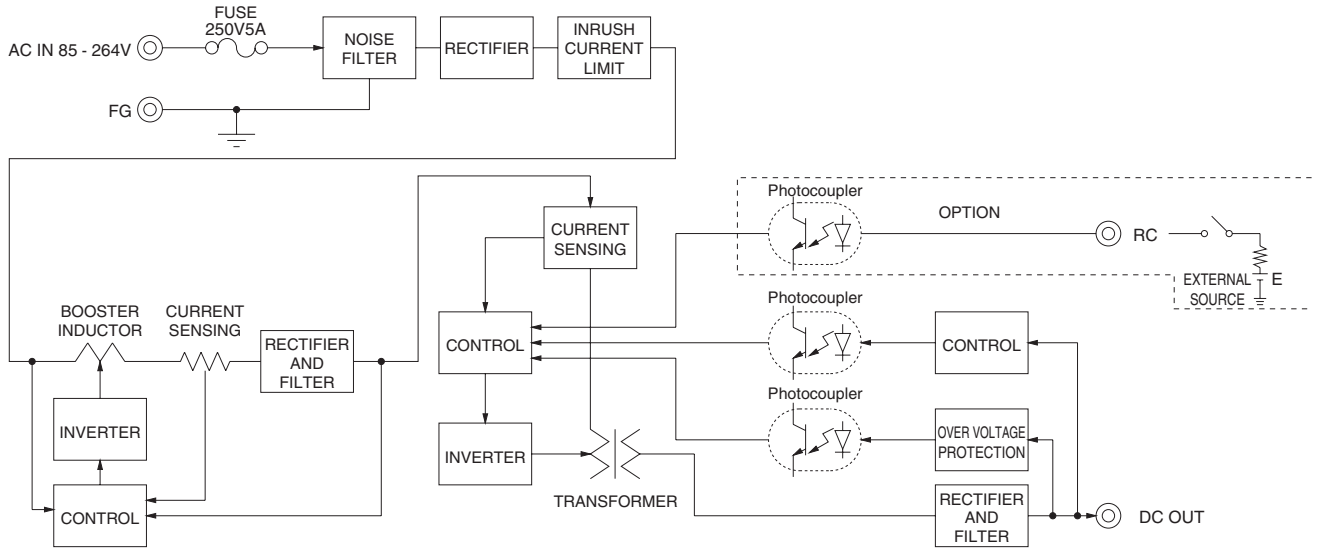 FUSE
250V5A
AC IN 85 - 264V
NOISE
FILTER
RECTIFIER
INRUSH
CURRENT
LIMIT
FG
Photocoupler
OPTION
RC
EXTERNAL
SOURCE
E
CURRENT
SENSING
BOOSTER
INDUCTOR
CURRENT
SENSING
RECTIFIER
AND
FILTER
CONTROL
Photocoupler
CONTROL
INVERTER
INVERTER
TRANSFORMER
Photocoupler
OVER VOLTAGE
PROTECTION
CONTROL
RECTIFIER
AND
FILTER
DC OUT